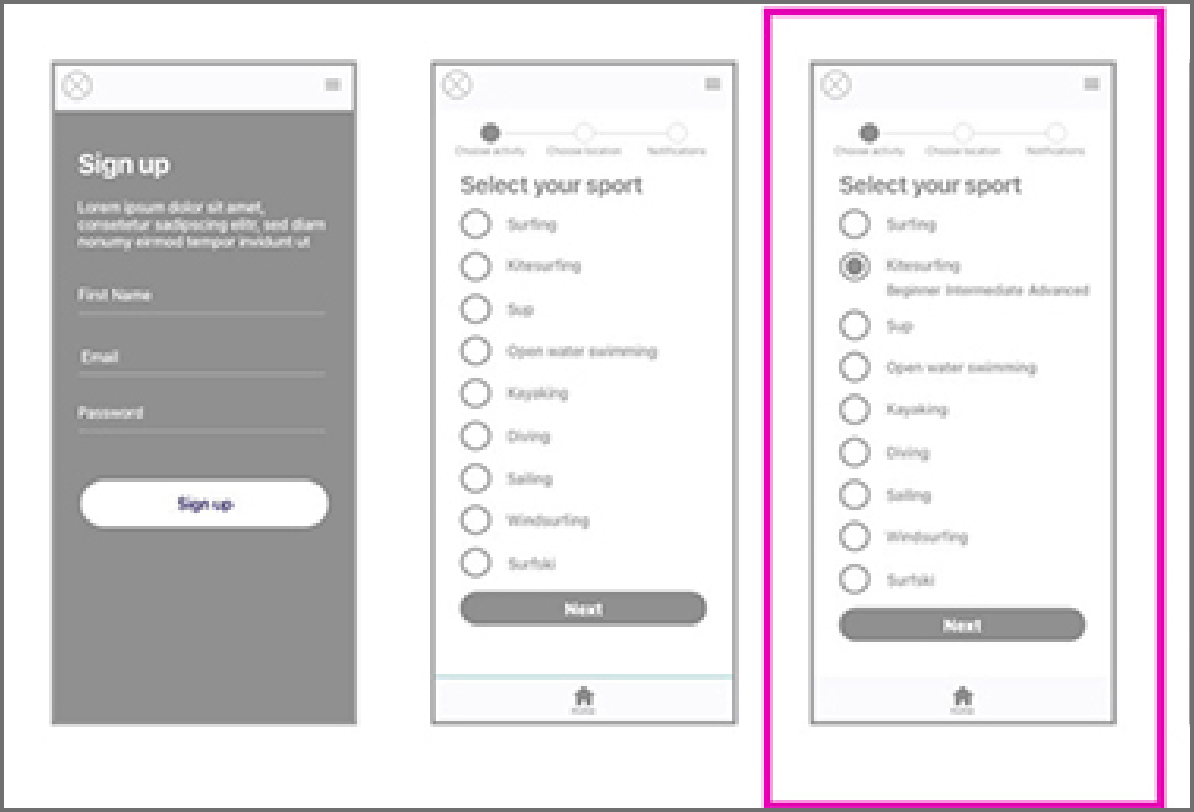 Sign up
Lorem ipsum dolor sit amet,
consetetur sadipscing elitr, sed diam
nonumy eirmod tempor invidunt ut
First Name
Email
Password
Sign up
Choose activity Choose location Notifications
Select your sport
Surfing
Kitesurfing
Sup
Open water swimming
Kayaking
Diving
Sailing
Windsurfing
Surfski
Next
Home
Choose activity Choose location Notifications
Select your sport
Surfing
Kitesurfing
Beginner Intermediate Advanced
Sup
Open water swimming
Kayaking
Diving
Sailing
Windsurfing
Surfski
Next
Home